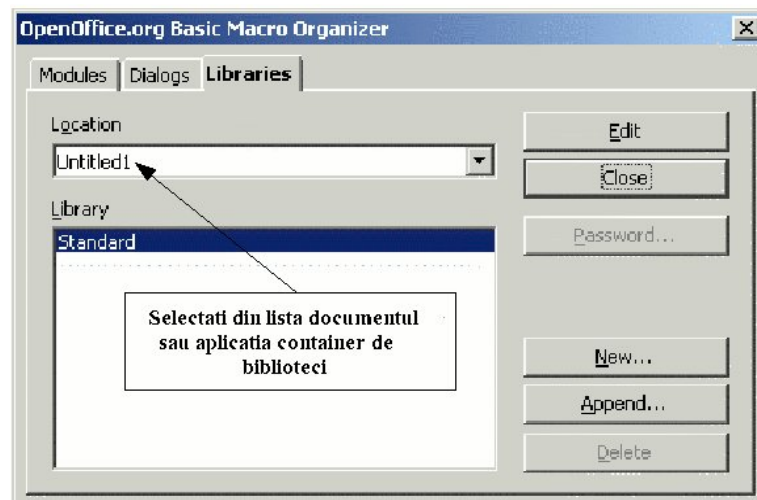 OpenOffice.org Basic Macro Organizer
Modules Dialogs Libraries
Location
Edit
Untitled1
Close
Library
Password...
Standard
Selectati din lista documentul
sau aplicatia container de
biblioteci
New...
Append...
Delete